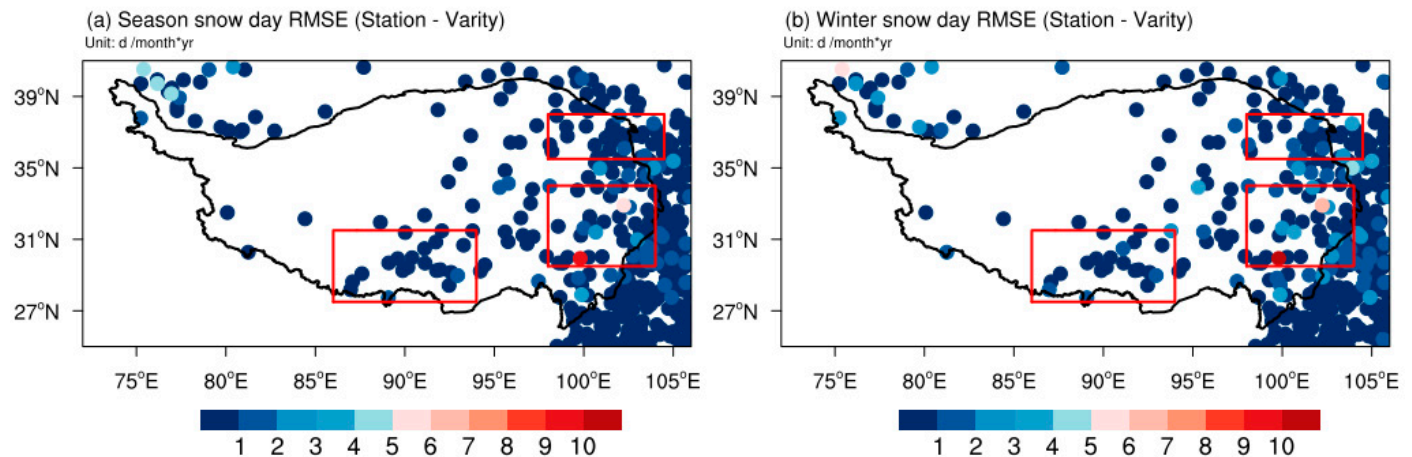 (a) Season snow day RMSE (Station - Varity)
Unit: d /month*yr
39°N
35°N
31°N
27°N
75°E 80°E 85°E 90°E 95°E 100°E 105°E
1 2 3 4 5 6 7 8 9 10
(b) Winter snow day RMSE (Station - Varity)
Unit: d /month*yr
39°N
35°N
31°N
27°N
75°E 80°E 85°E 90°E 95°E 100°E 105°E
1 2 3 4 5 6 7 8 9 10